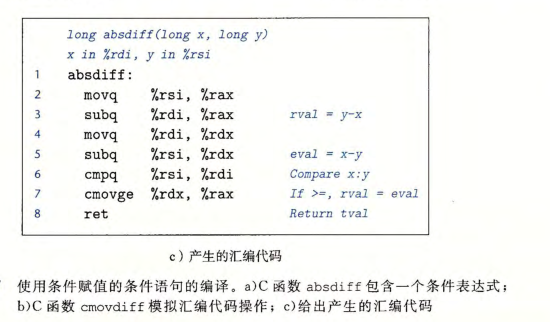 long absdiff(long x, long y)
x in %rdi, y in %rsi
1 absdiff:
2 movq %rsi, %rax
3 subq %rdi, %rax rval = y-x
4 movq %rdi, %rdx
5 subq %rsi, %rdx eval = x-y
6 cmpq %rsi, %rdi Compare x:y
7 cmovge %rdx, %rax If >=, rval = eval
8 ret Return tval
c）产生的汇编代码
使用条件赋值的条件语句的编译。a)C 函数 absdiff 包含一个条件表达式；
b)C 函数 cmovdiff 模拟汇编代码操作；c)给出产生的汇编代码